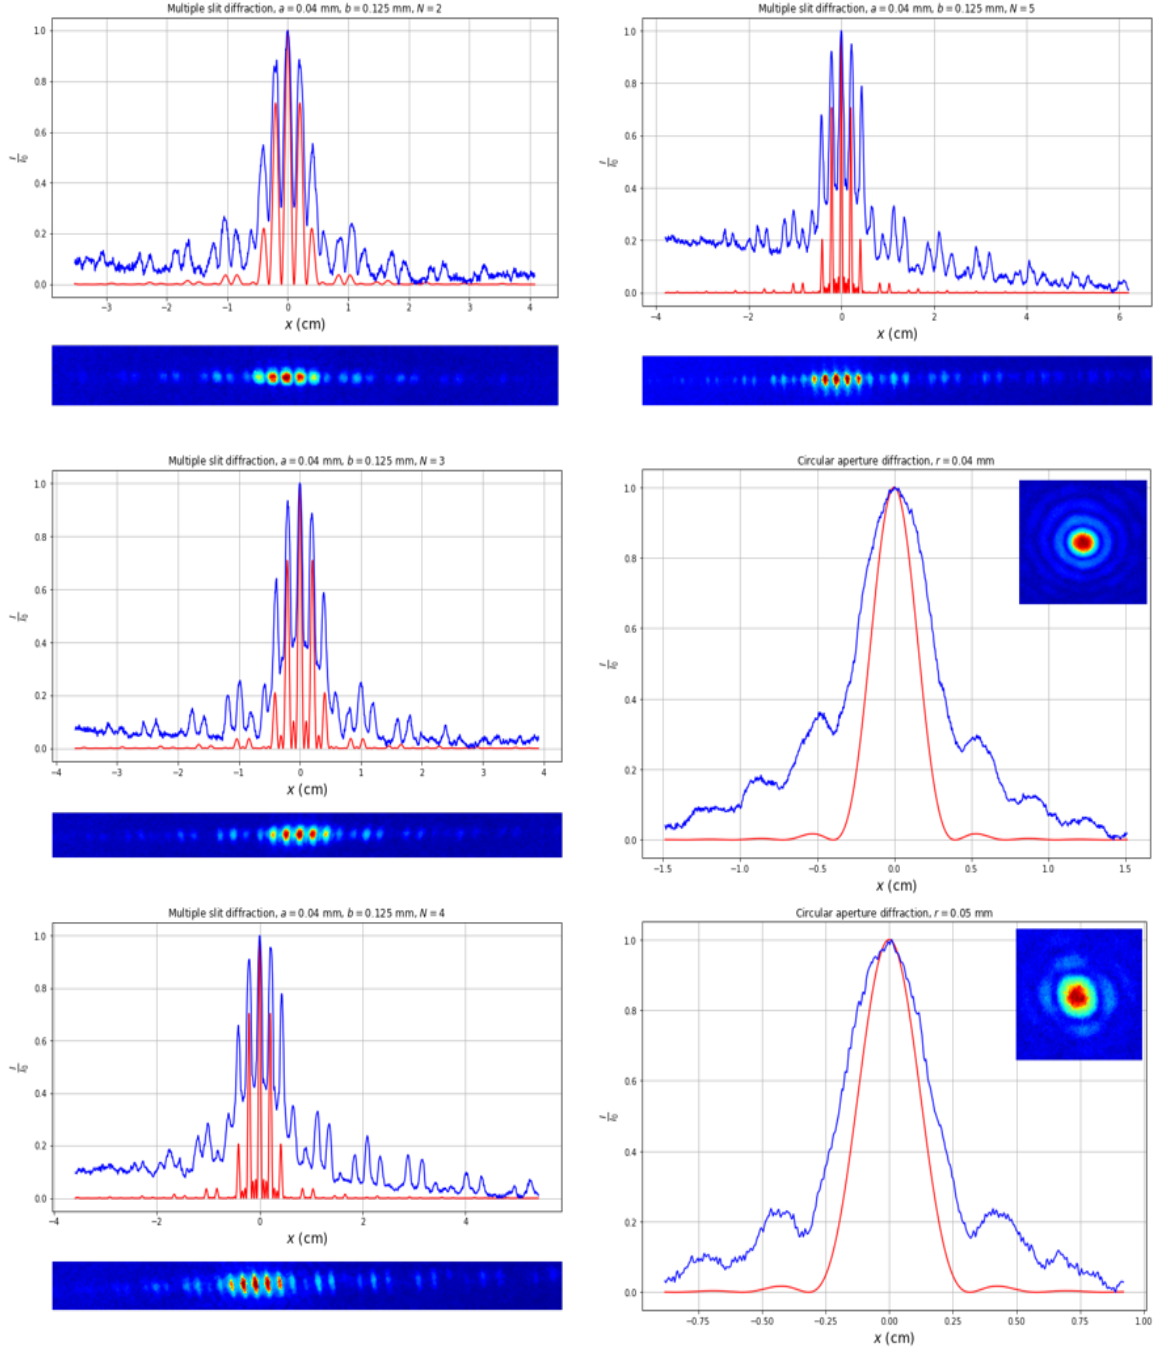 Multiple slit diffraction, a = 0.04 mm, b = 0.125 mm, N = 2
1.0
0.8
0.6
0.4
0.2
0.0
I/I₀
−3 −2 −1 0 1 2 3 4
x (cm)
Multiple slit diffraction, a = 0.04 mm, b = 0.125 mm, N = 5
1.0
0.8
0.6
0.4
0.2
0.0
I/I₀
−4 −2 0 2 4 6
x (cm)
Multiple slit diffraction, a = 0.04 mm, b = 0.125 mm, N = 3
1.0
0.8
0.6
0.4
0.2
0.0
I/I₀
−4 −3 −2 −1 0 1 2 3 4
x (cm)
Circular aperture diffraction, r = 0.04 mm
1.0
0.8
0.6
0.4
0.2
0.0
I/I₀
−1.5 −1.0 −0.5 0.0 0.5 1.0 1.5
x (cm)
Multiple slit diffraction, a = 0.04 mm, b = 0.125 mm, N = 4
1.0
0.8
0.6
0.4
0.2
0.0
I/I₀
−4 −2 0 2 4
x (cm)
Circular aperture diffraction, r = 0.05 mm
1.0
0.8
0.6
0.4
0.2
0.0
I/I₀
−0.75 −0.50 −0.25 0.00 0.25 0.50 0.75 1.00
x (cm)